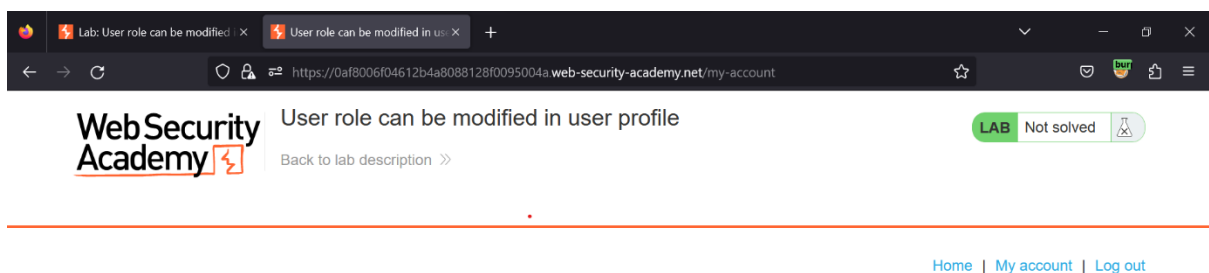 Lab: User role can be modified i
User role can be modified in us
https://0af8006f04612b4a8088128f0095004a.web-security-academy.net/my-account
bur
Web Security
Academy
User role can be modified in user profile
Back to lab description
LAB Not solved
Home | My account | Log out